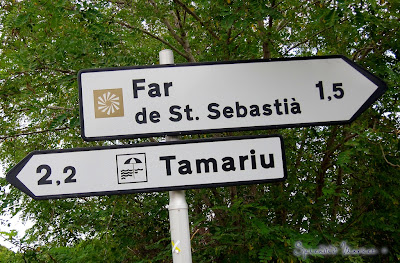 Far
de St. Sebastià 1,5
2,2 Tamariu